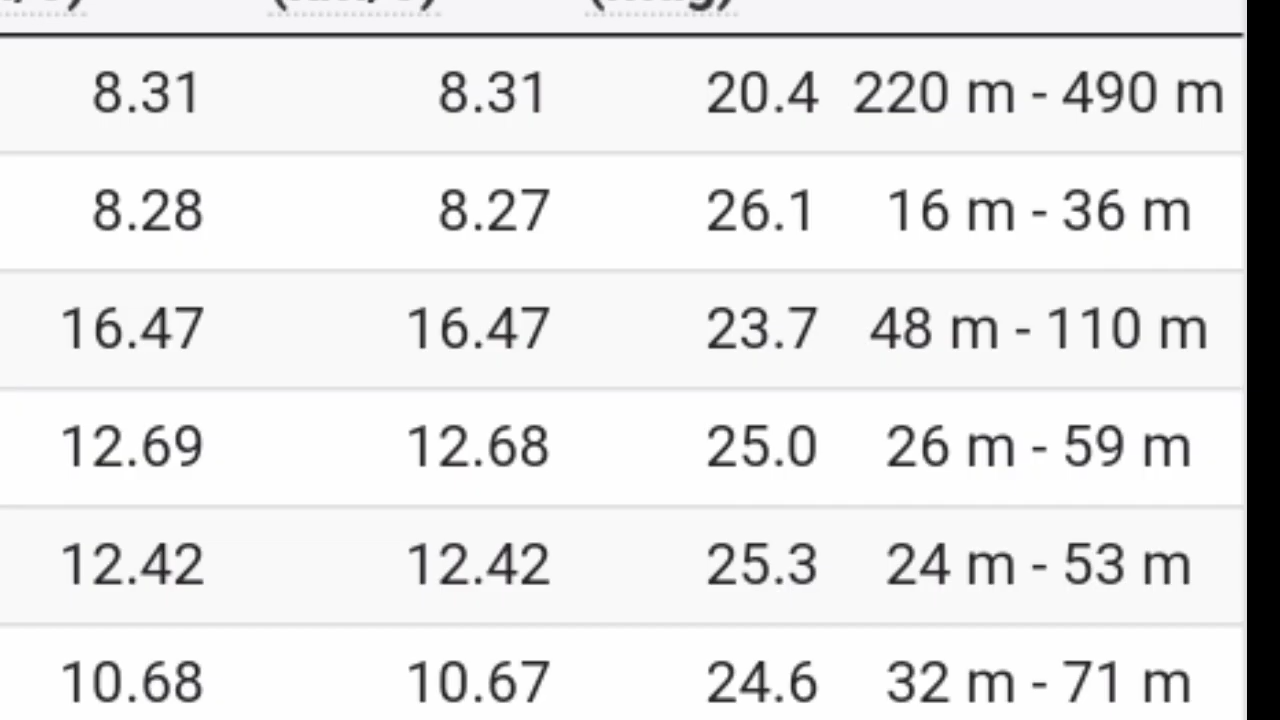 8.31 8.31 20.4 220 m - 490 m
8.28 8.27 26.1 16 m - 36 m
16.47 16.47 23.7 48 m - 110 m
12.69 12.68 25.0 26 m - 59 m
12.42 12.42 25.3 24 m - 53 m
10.68 10.67 24.6 32 m - 71 m